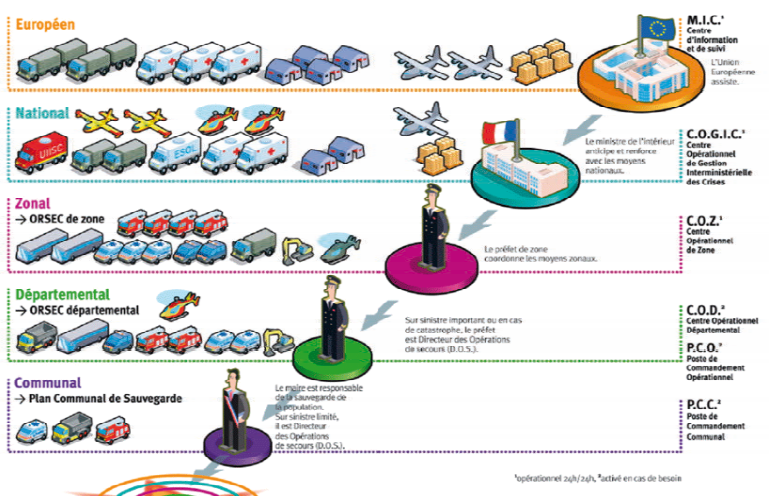 Européen
M.I.C.¹
Centre
d'Information
et de suivi
L'Union
Européenne
assiste.
National
UIISC
ESOL
Le ministre de l'intérieur
anticipe et renforce
avec les moyens
nationaux.
C.O.G.I.C.¹
Centre
Opérationnel
de Gestion
Interministérielle
des Crises
Zonal
→ ORSEC de zone
Le préfet de zone
coordonne les moyens zonaux.
C.O.Z.¹
Centre
Opérationnel
de Zone
Départemental
→ ORSEC départemental
Sur sinistre important ou en cas
de catastrophe, le préfet
est Directeur des Opérations
de secours (D.O.S.).
C.O.D.²
Centre Opérationnel
Départemental
P.C.O.²
Poste de
Commandement
Opérationnel
Communal
→ Plan Communal de Sauvegarde
Le maire est responsable
de la sauvegarde de
la population.
Sur sinistre limité,
il est Directeur
des Opérations
de secours (D.O.S.).
P.C.C.²
Poste de
Commandement
Communal
¹opérationnel 24h/24h, ²activé en cas de besoin